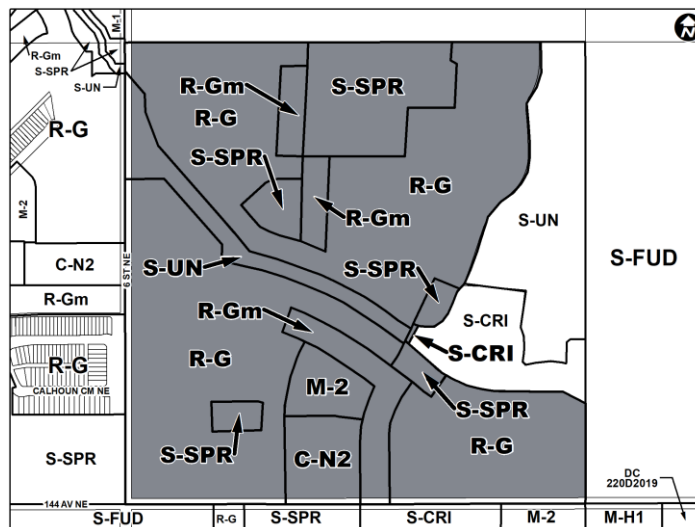 M-1
N
R-Gm
S-SPR
S-UN
R-G
R-Gm
R-G
S-SPR
S-SPR
R-G
R-Gm
M-2
S-UN
6 ST NE
C-N2
S-UN
S-SPR
S-FUD
R-Gm
R-Gm
S-CRI
S-CRI
R-G
CALHOUN CM NE
R-G
M-2
S-SPR
R-G
S-SPR
S-SPR
C-N2
DC
220D2019
144 AV NE
S-FUD
R-G
S-SPR
S-CRI
M-2
M-H1